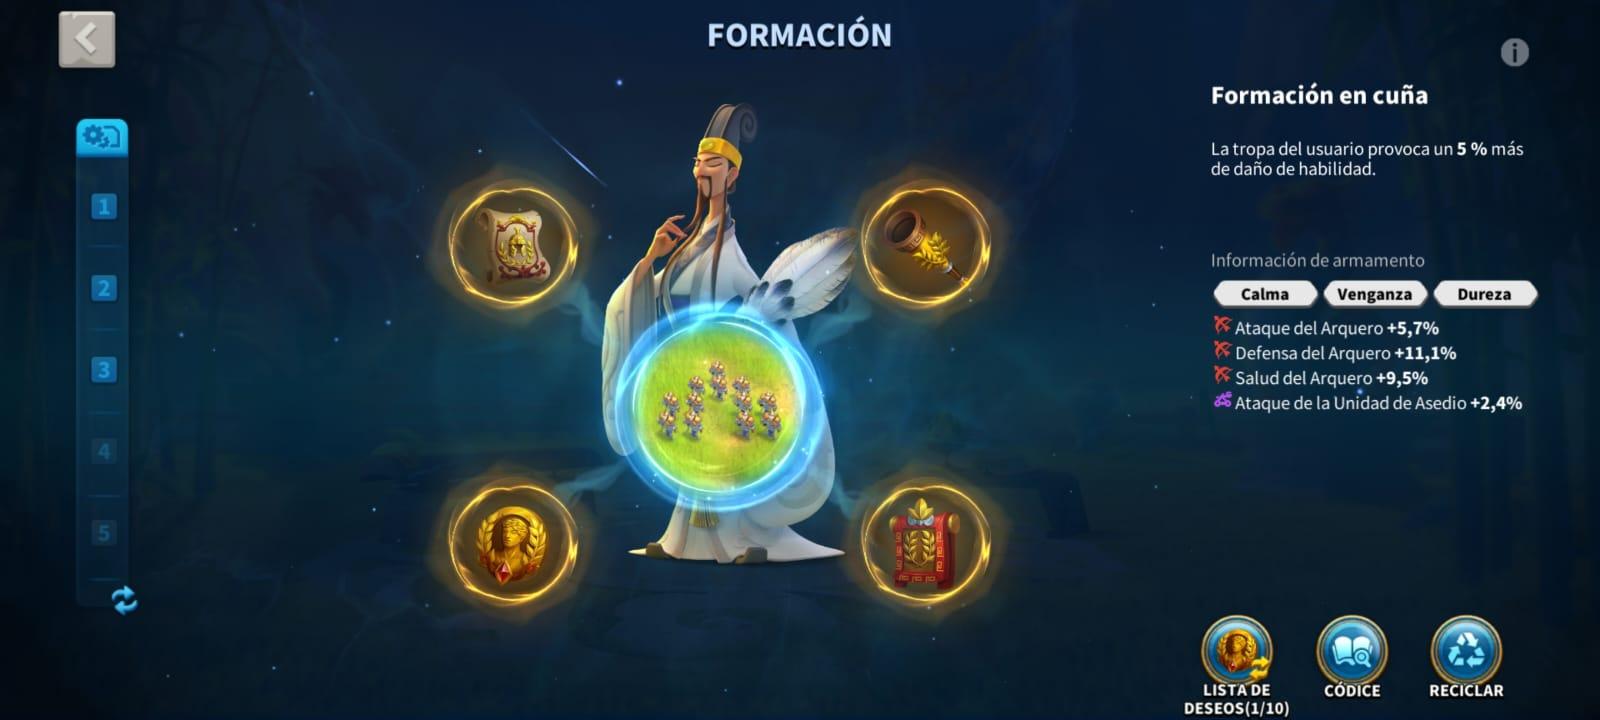 FORMACIÓN
Formación en cuña
La tropa del usuario provoca un 5 % más
de daño de habilidad.
Información de armamento
Calma Venganza Dureza
Ataque del Arquero +5,7%
Defensa del Arquero +11,1%
Salud del Arquero +9,5%
Ataque de la Unidad de Asedio +2,4%
1
2
3
4
5
LISTA DE
DESEOS(1/10)
CÓDICE
RECICLAR